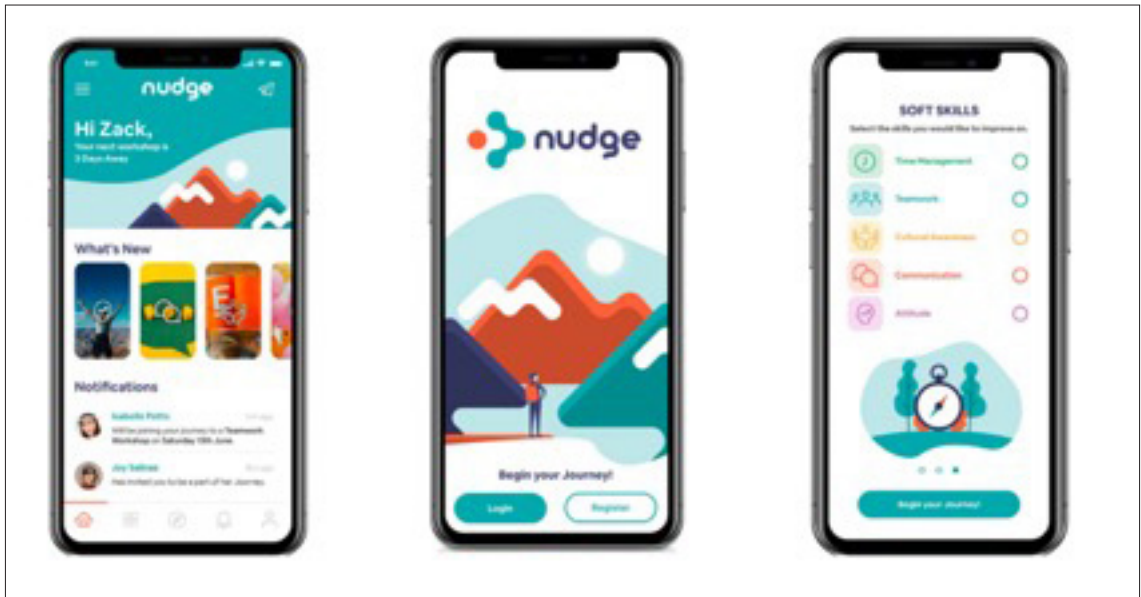 nudge
Hi Zack,
Your next workshop is
3 Days Away
What's New
E
Notifications
Isabelle Potts
Will be joining your journey to a Teamwork
Workshop on Saturday 13th June.
Joy Salinas
Has invited you to be a part of her Journey.
nudge
Begin your Journey!
Login
Register
SOFT SKILLS
Select the skills you would like to improve on.
Time Management
Teamwork
Cultural Awareness
Communication
Attitude
Begin your Journey!